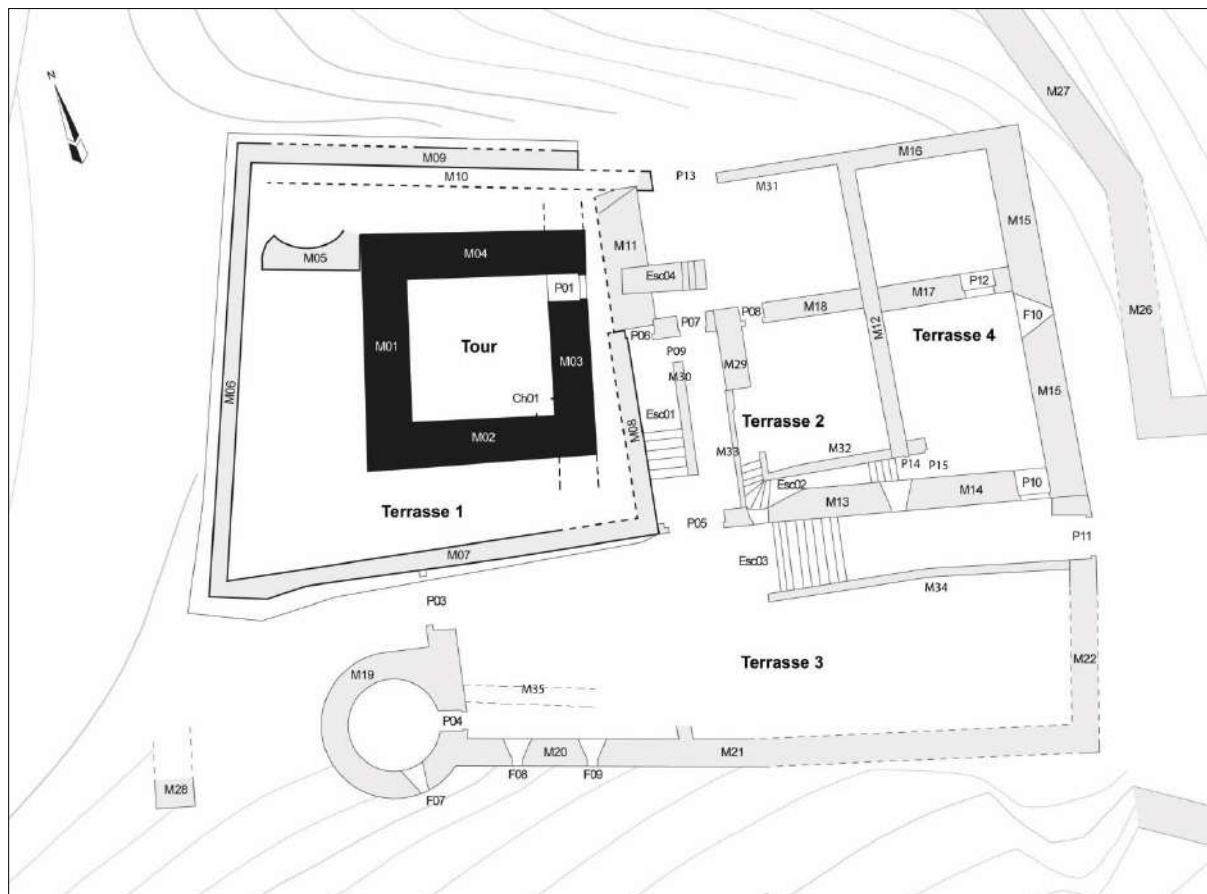 N
M27
M09
M16
M10
P13
M31
M15
M11
M04
M05
Esc04
P01
P12
M17
M18
M26
P08
P07
F10
M12
P06
Terrasse 4
Tour
M01
M03
P09
M29
M30
M15
M06
Ch01
Esc01
Terrasse 2
M08
M02
M32
M33
P14
P15
Esc02
P10
M14
M13
Terrasse 1
P05
P11
M07
Esc03
M34
P03
Terrasse 3
M22
M19
M35
P04
M20
M21
F08
F09
M28
F07